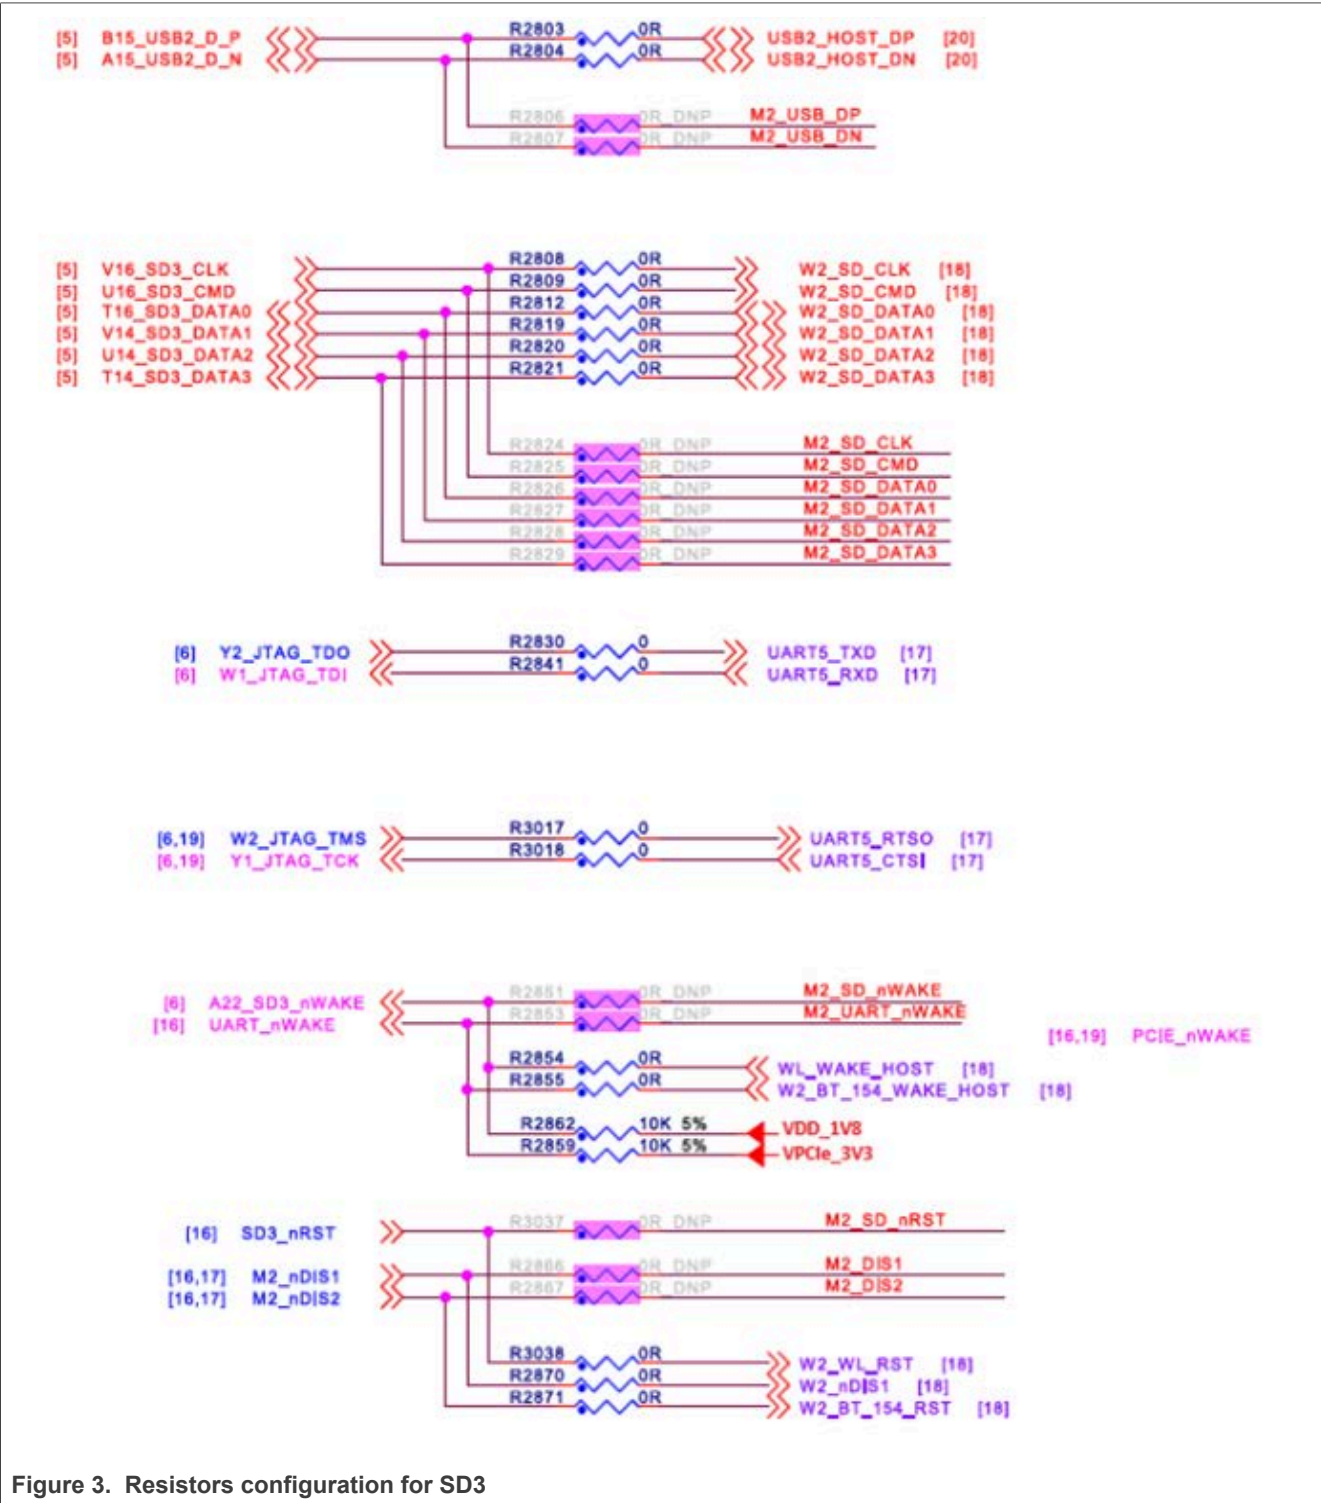 [5] B15_USB2_D_P R2803 0R USB2_HOST_DP [20]
[5] A15_USB2_D_N R2804 0R USB2_HOST_DN [20]
R2806 0R_DNP M2_USB_DP
R2807 0R_DNP M2_USB_DN
[5] V16_SD3_CLK R2808 0R W2_SD_CLK [18]
[5] U16_SD3_CMD R2809 0R W2_SD_CMD [18]
[5] T16_SD3_DATA0 R2812 0R W2_SD_DATA0 [18]
[5] V14_SD3_DATA1 R2819 0R W2_SD_DATA1 [18]
[5] U14_SD3_DATA2 R2820 0R W2_SD_DATA2 [18]
[5] T14_SD3_DATA3 R2821 0R W2_SD_DATA3 [18]
R2824 0R_DNP M2_SD_CLK
R2825 0R_DNP M2_SD_CMD
R2826 0R_DNP M2_SD_DATA0
R2827 0R_DNP M2_SD_DATA1
R2828 0R_DNP M2_SD_DATA2
R2829 0R_DNP M2_SD_DATA3
[6] Y2_JTAG_TDO R2830 0 UART5_TXD [17]
[6] W1_JTAG_TDI R2841 0 UART5_RXD [17]
[6,19] W2_JTAG_TMS R3017 0 UART5_RTSO [17]
[6,19] Y1_JTAG_TCK R3018 0 UART5_CTSI [17]
[6] A22_SD3_nWAKE R2851 0R_DNP M2_SD_nWAKE
[16] UART_nWAKE R2853 0R_DNP M2_UART_nWAKE
[16,19] PCIE_nWAKE
R2854 0R WL_WAKE_HOST [18]
R2855 0R W2_BT_154_WAKE_HOST [18]
R2862 10K 5% VDD_1V8
R2859 10K 5% VPCIe_3V3
[16] SD3_nRST R3037 0R_DNP M2_SD_nRST
[16,17] M2_nDIS1 R2866 0R_DNP M2_DIS1
[16,17] M2_nDIS2 R2867 0R_DNP M2_DIS2
R3038 0R W2_WL_RST [18]
R2870 0R W2_nDIS1 [18]
R2871 0R W2_BT_154_RST [18]
Figure 3. Resistors configuration for SD3